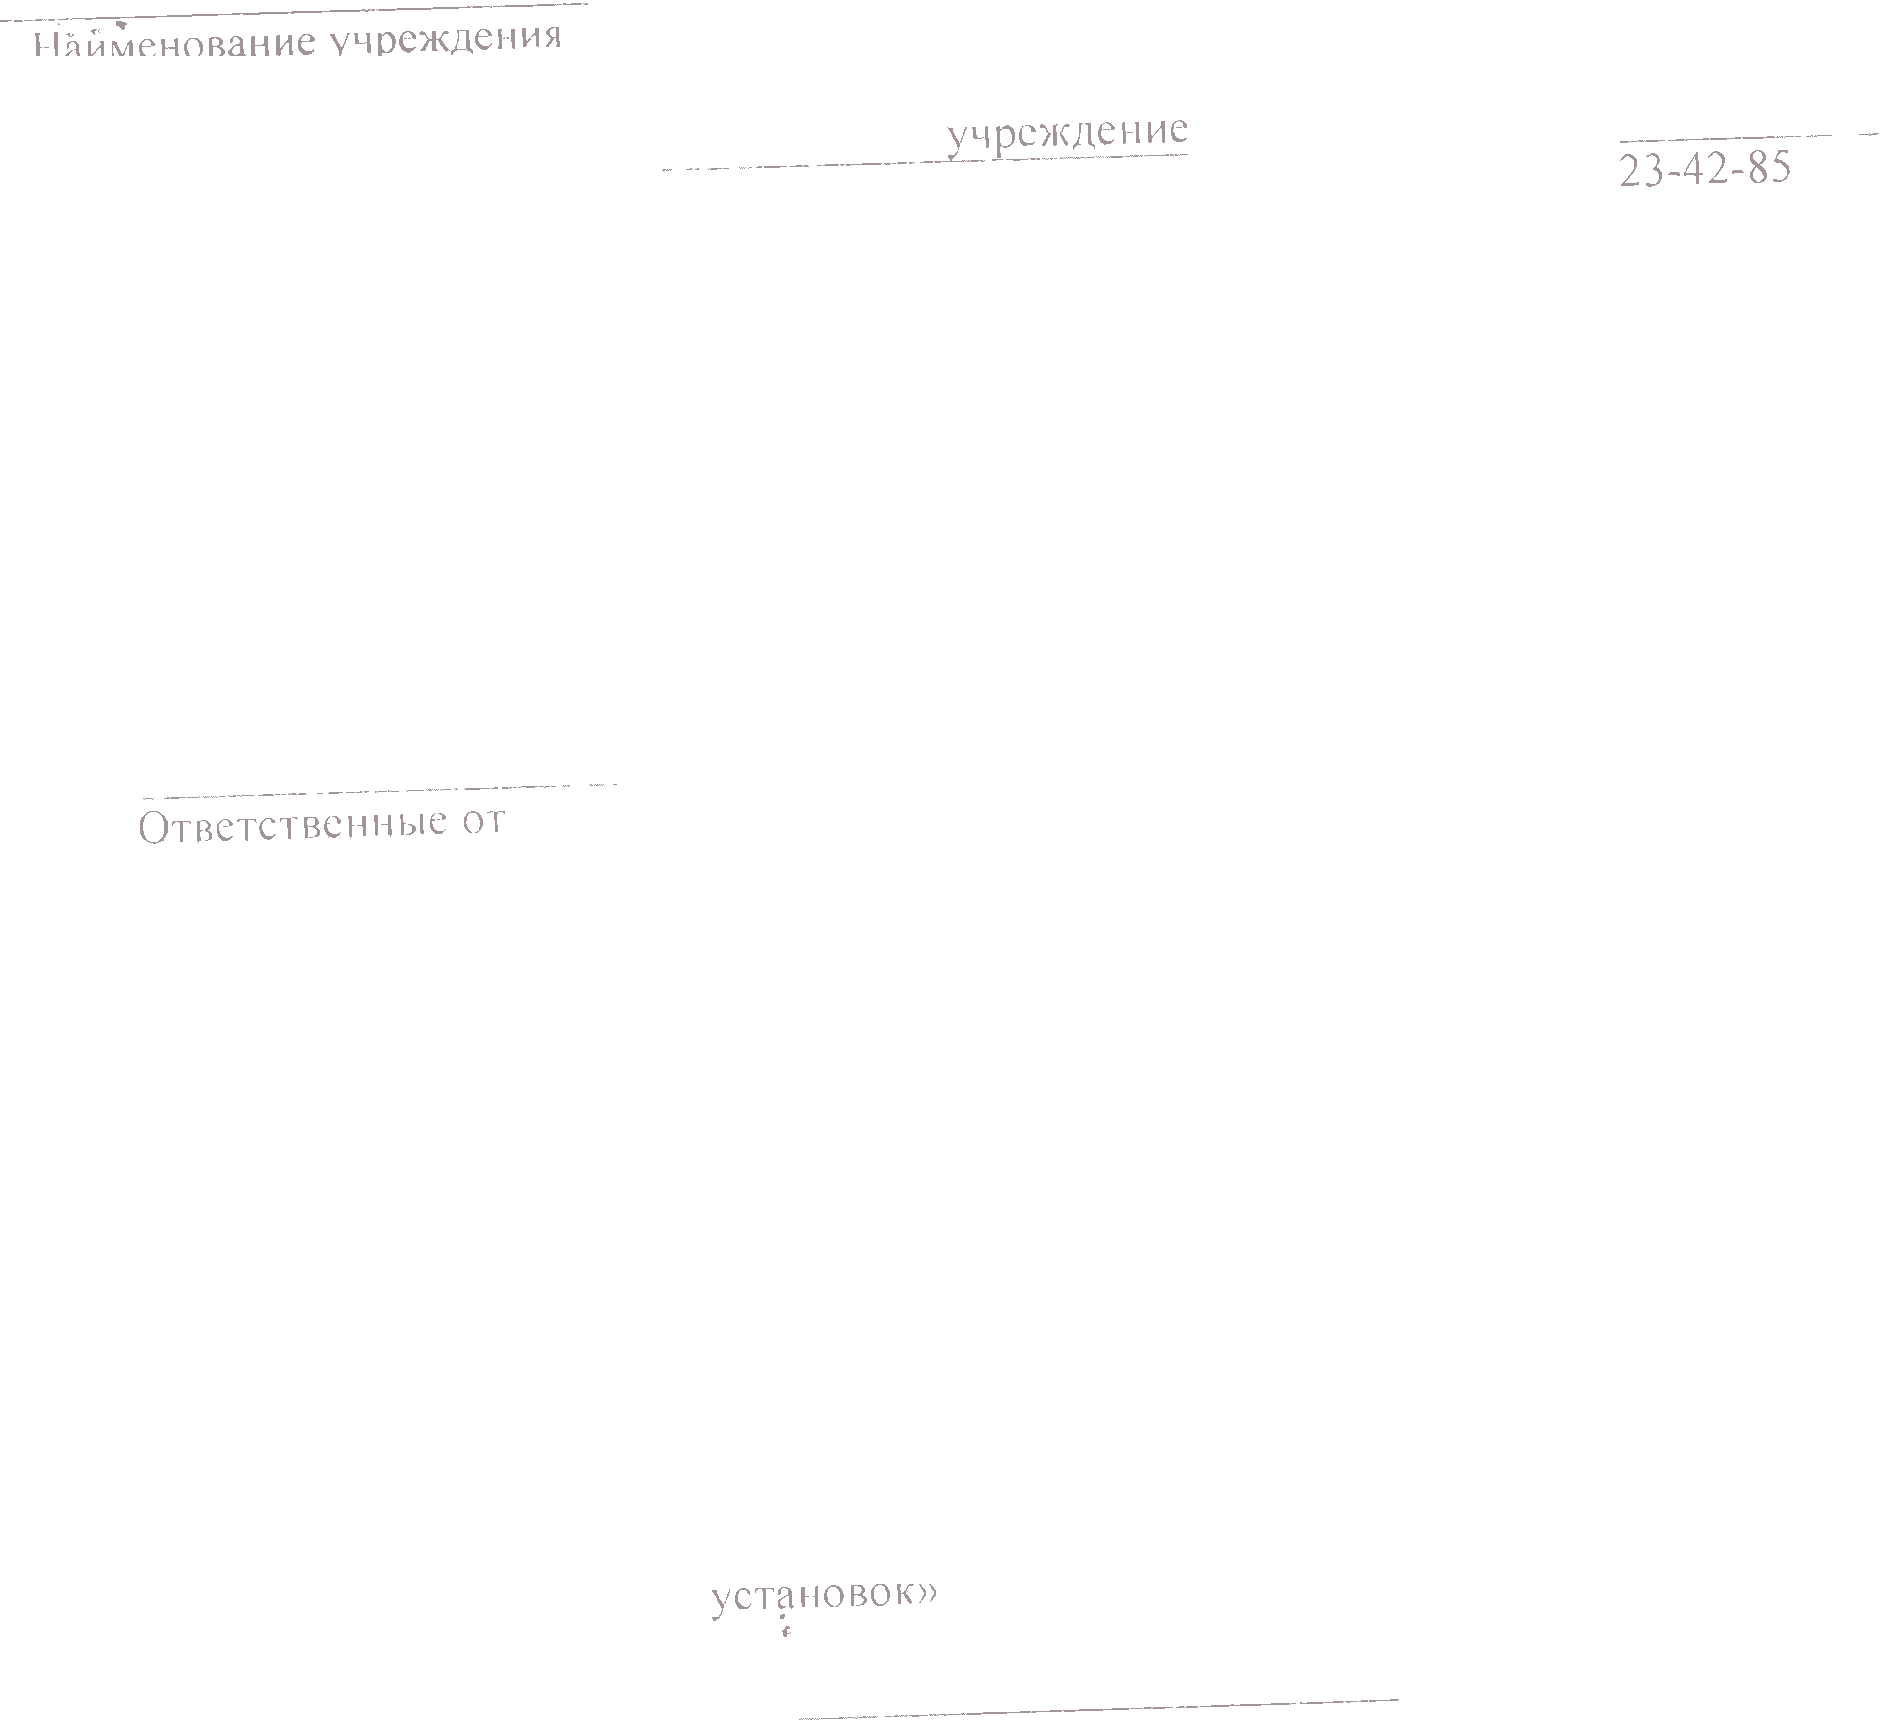 Наименование учреждения
учреждение
23-42-85
Ответственные от
установок»